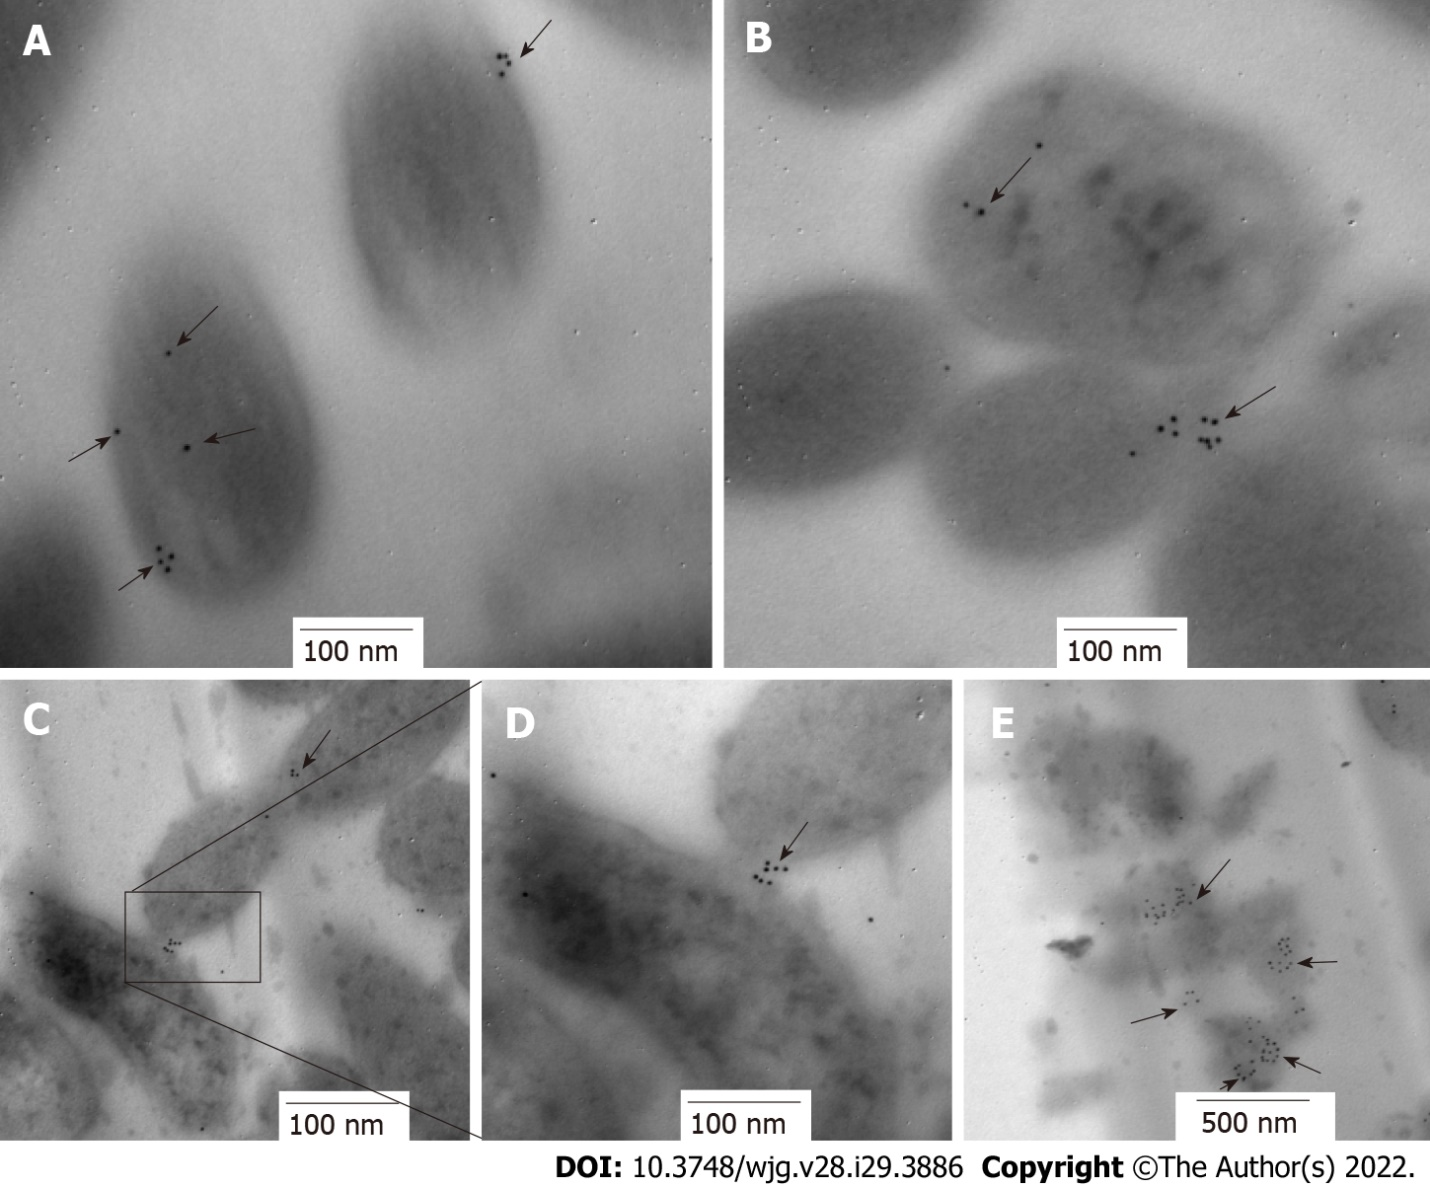 A
B
100 nm
100 nm
C
D
E
100 nm
100 nm
500 nm
DOI: 10.3748/wjg.v28.i29.3886 Copyright ©The Author(s) 2022.